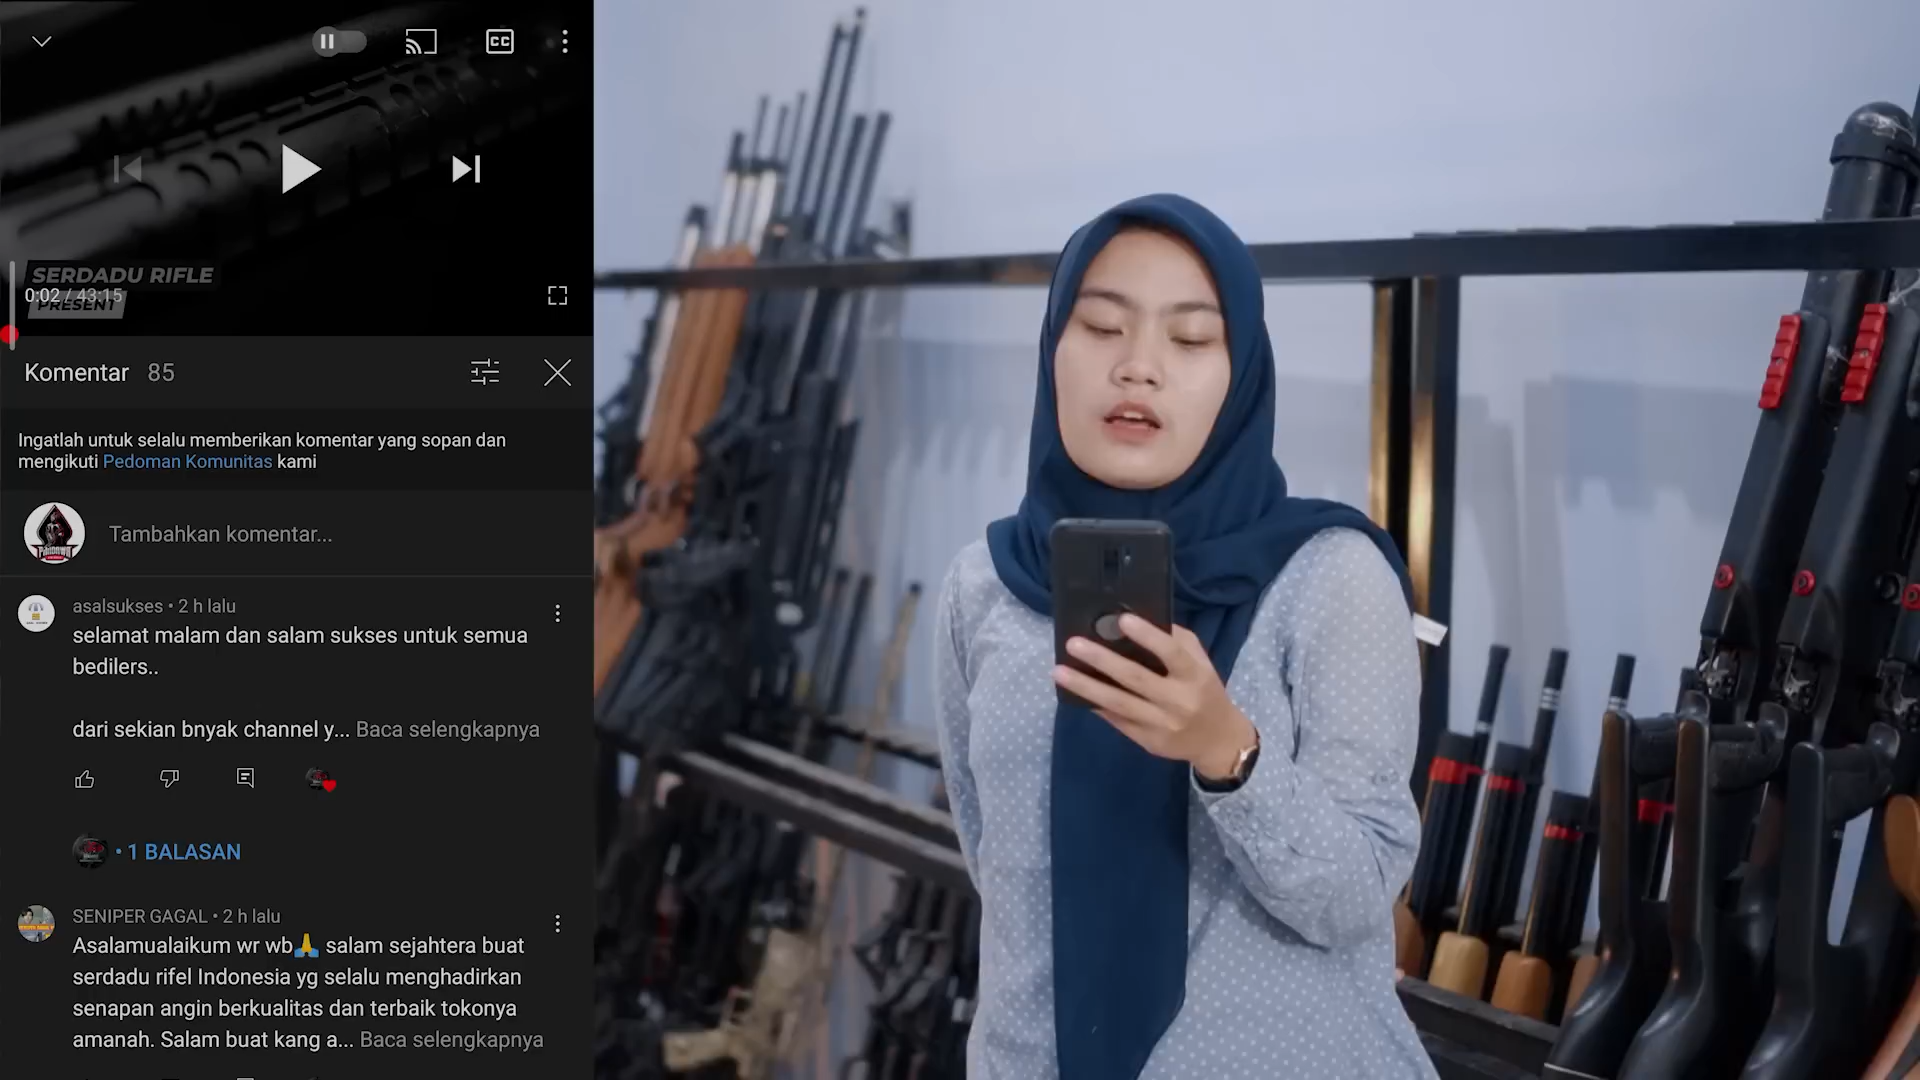 CC
SERDADU RIFLE
0:02 / 43:15
PRESENT
Komentar 85
Ingatlah untuk selalu memberikan komentar yang sopan dan
mengikuti Pedoman Komunitas kami
Tambahkan komentar...
asalsukses • 2 h lalu
selamat malam dan salam sukses untuk semua
bedilers..
dari sekian bnyak channel y... Baca selengkapnya
• 1 BALASAN
SENIPER GAGAL • 2 h lalu
Asalamualaikum wr wb🙏 salam sejahtera buat
serdadu rifel Indonesia yg selalu menghadirkan
senapan angin berkualitas dan terbaik tokonya
amanah. Salam buat kang a... Baca selengkapnya